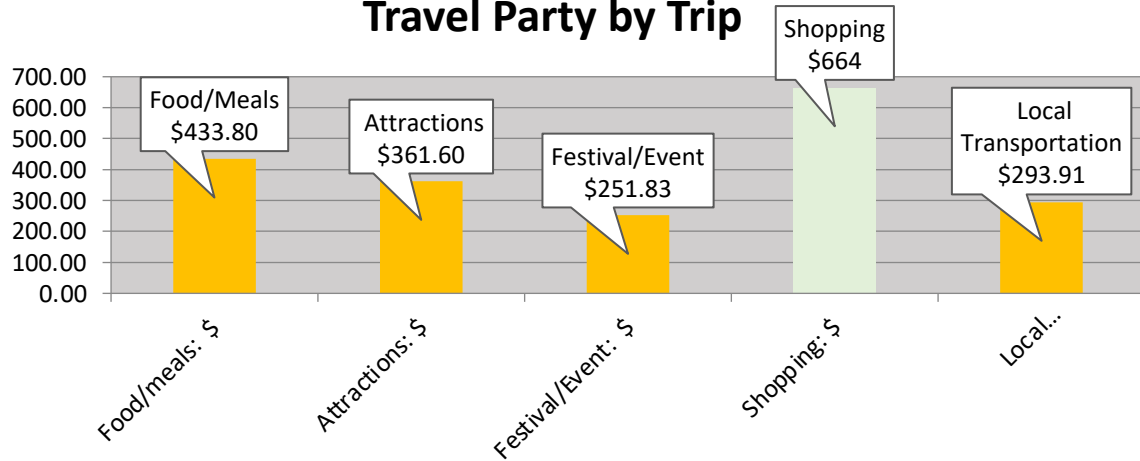 Travel Party by Trip
Shopping
$664
Food/Meals
$433.80
Attractions
$361.60
Festival/Event
$251.83
Local
Transportation
$293.91
700.00
600.00
500.00
400.00
300.00
200.00
100.00
0.00
Food/meals: $
Attractions: $
Festival/Event: $
Shopping: $
Local...